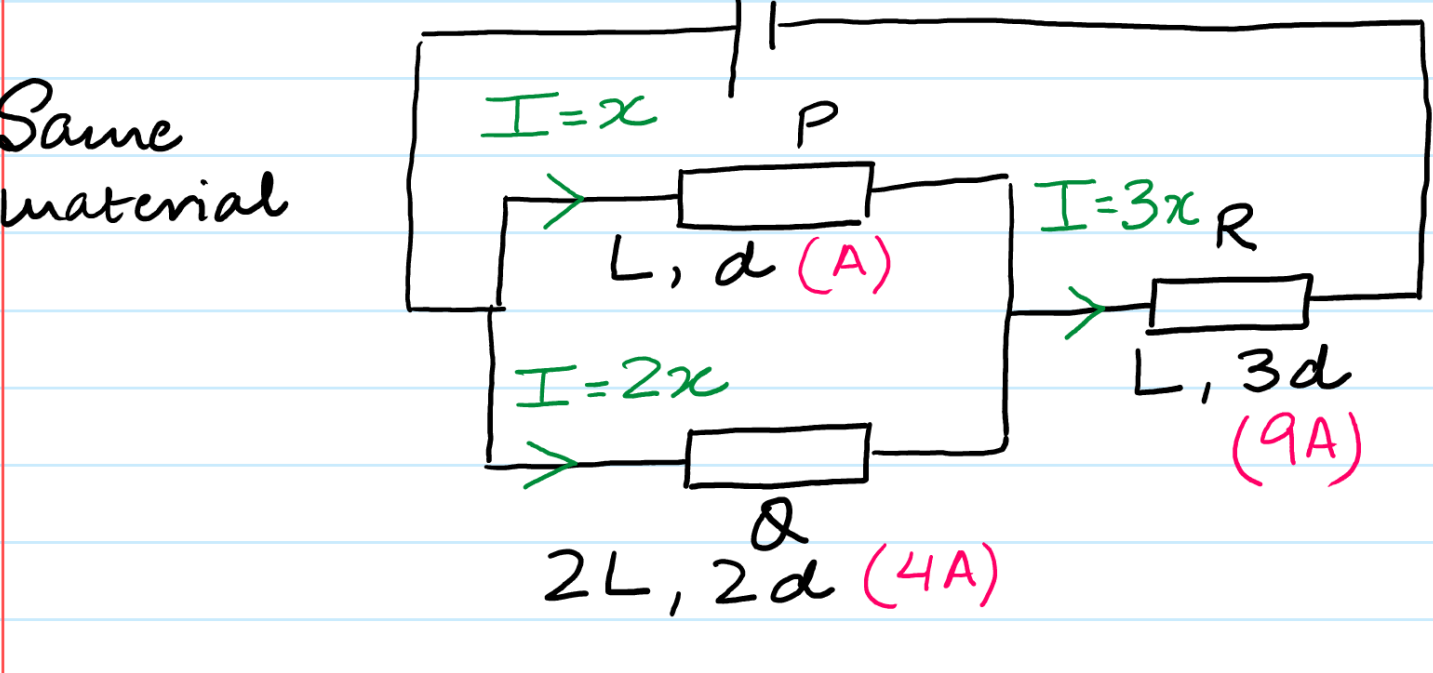 Same
material
I=x
P
L, d (A)
I=3x
R
L, 3d
(9A)
I=2x
Q
2L, 2d (4A)